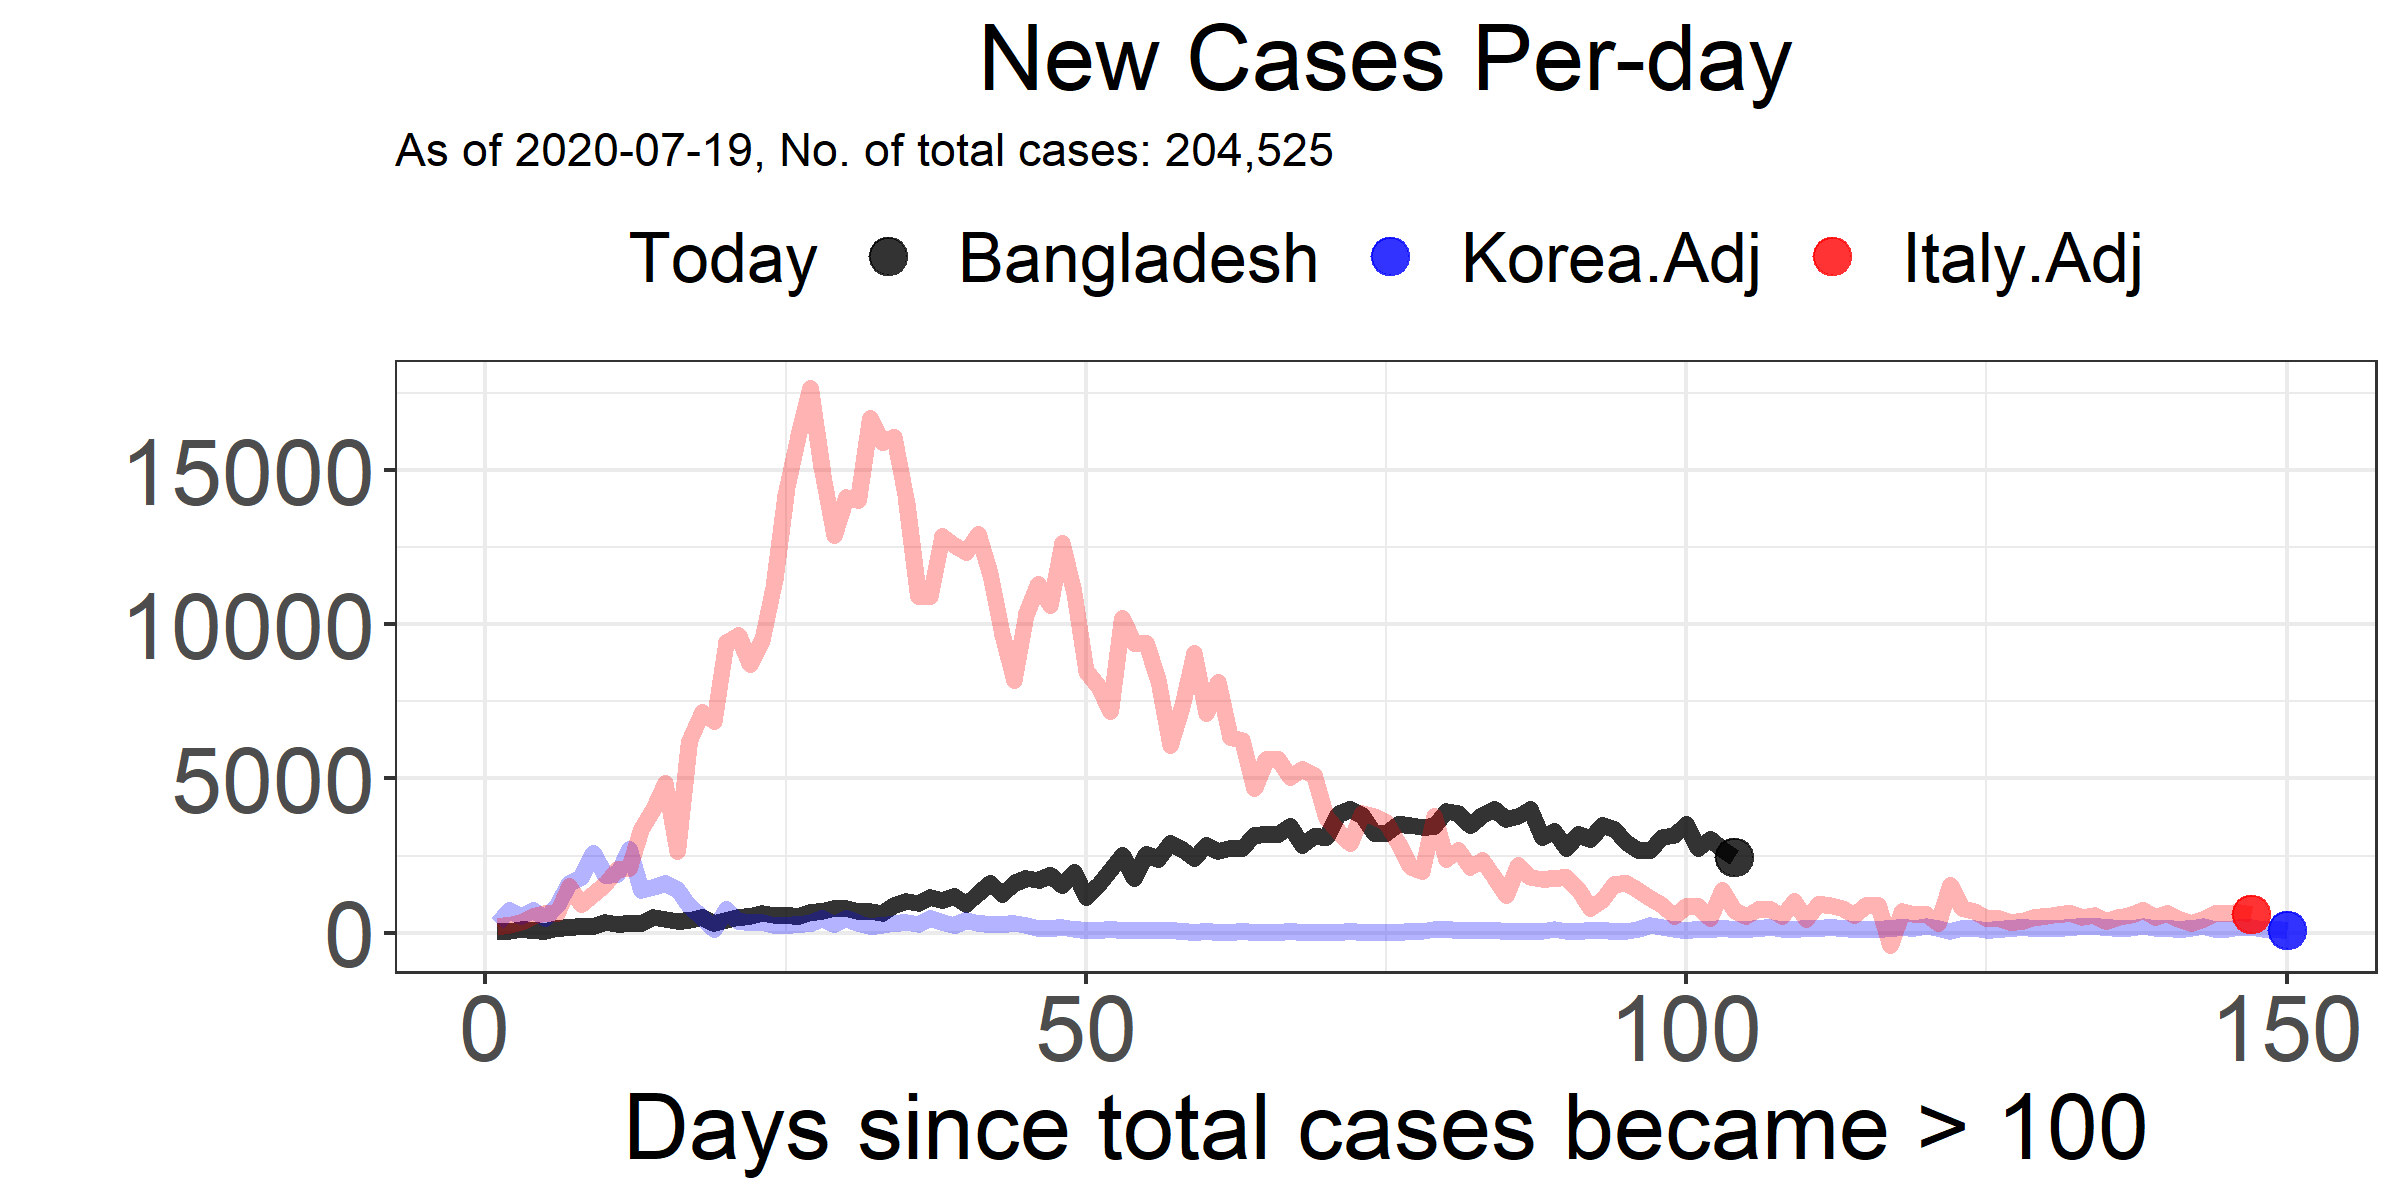 New Cases Per-day
As of 2020-07-19, No. of total cases: 204,525
Today Bangladesh Korea.Adj Italy.Adj
15000
10000
5000
0
0 50 100 150
Days since total cases became > 100